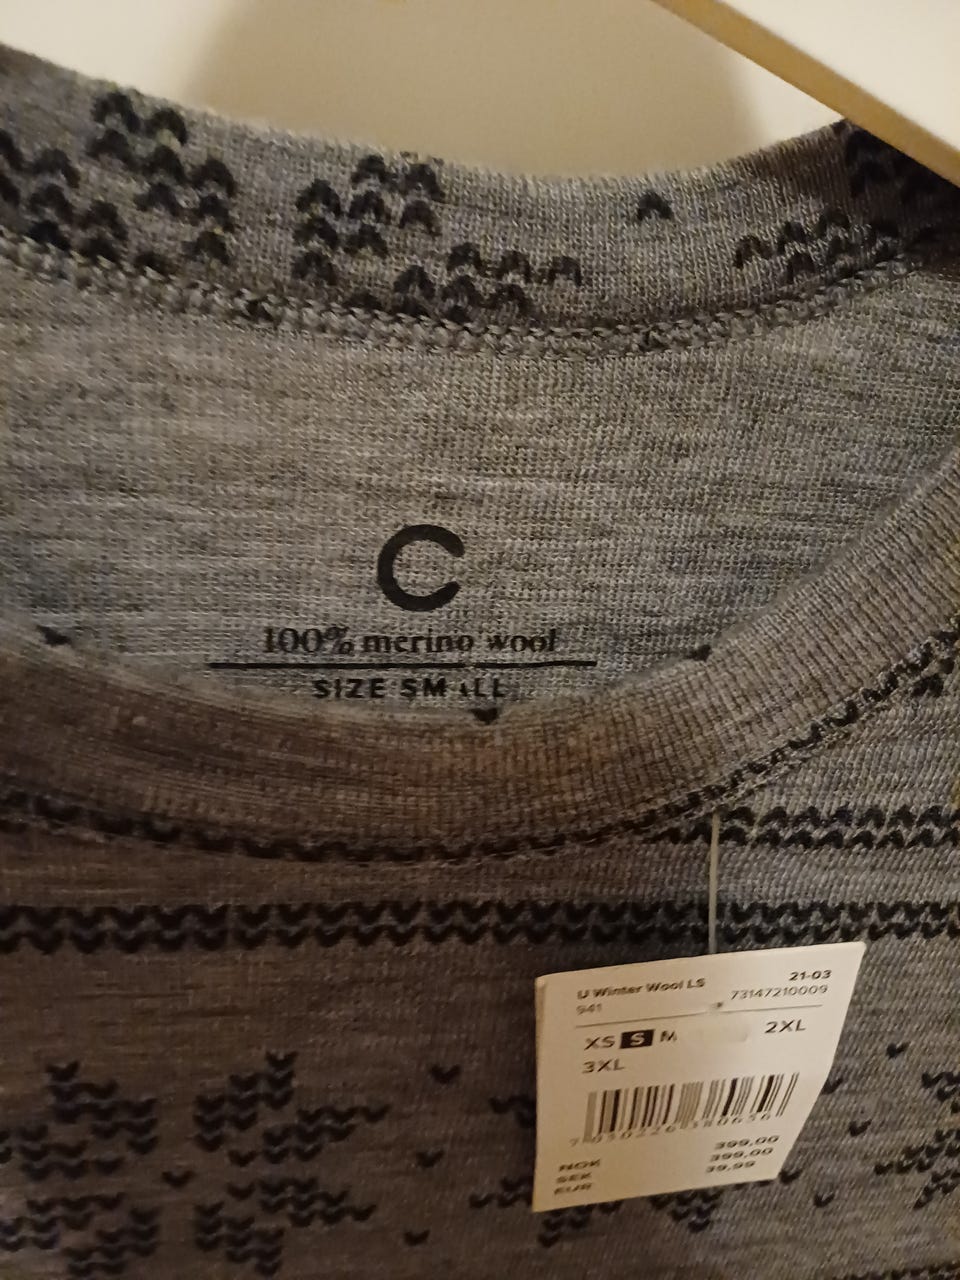 C
100% merino wool
SIZE SMALL
U Winter Wool LS 21-03
941 73147210009
XS S M 2XL
3XL
NOK 399,00
SEK 399,00
EUR 39,99